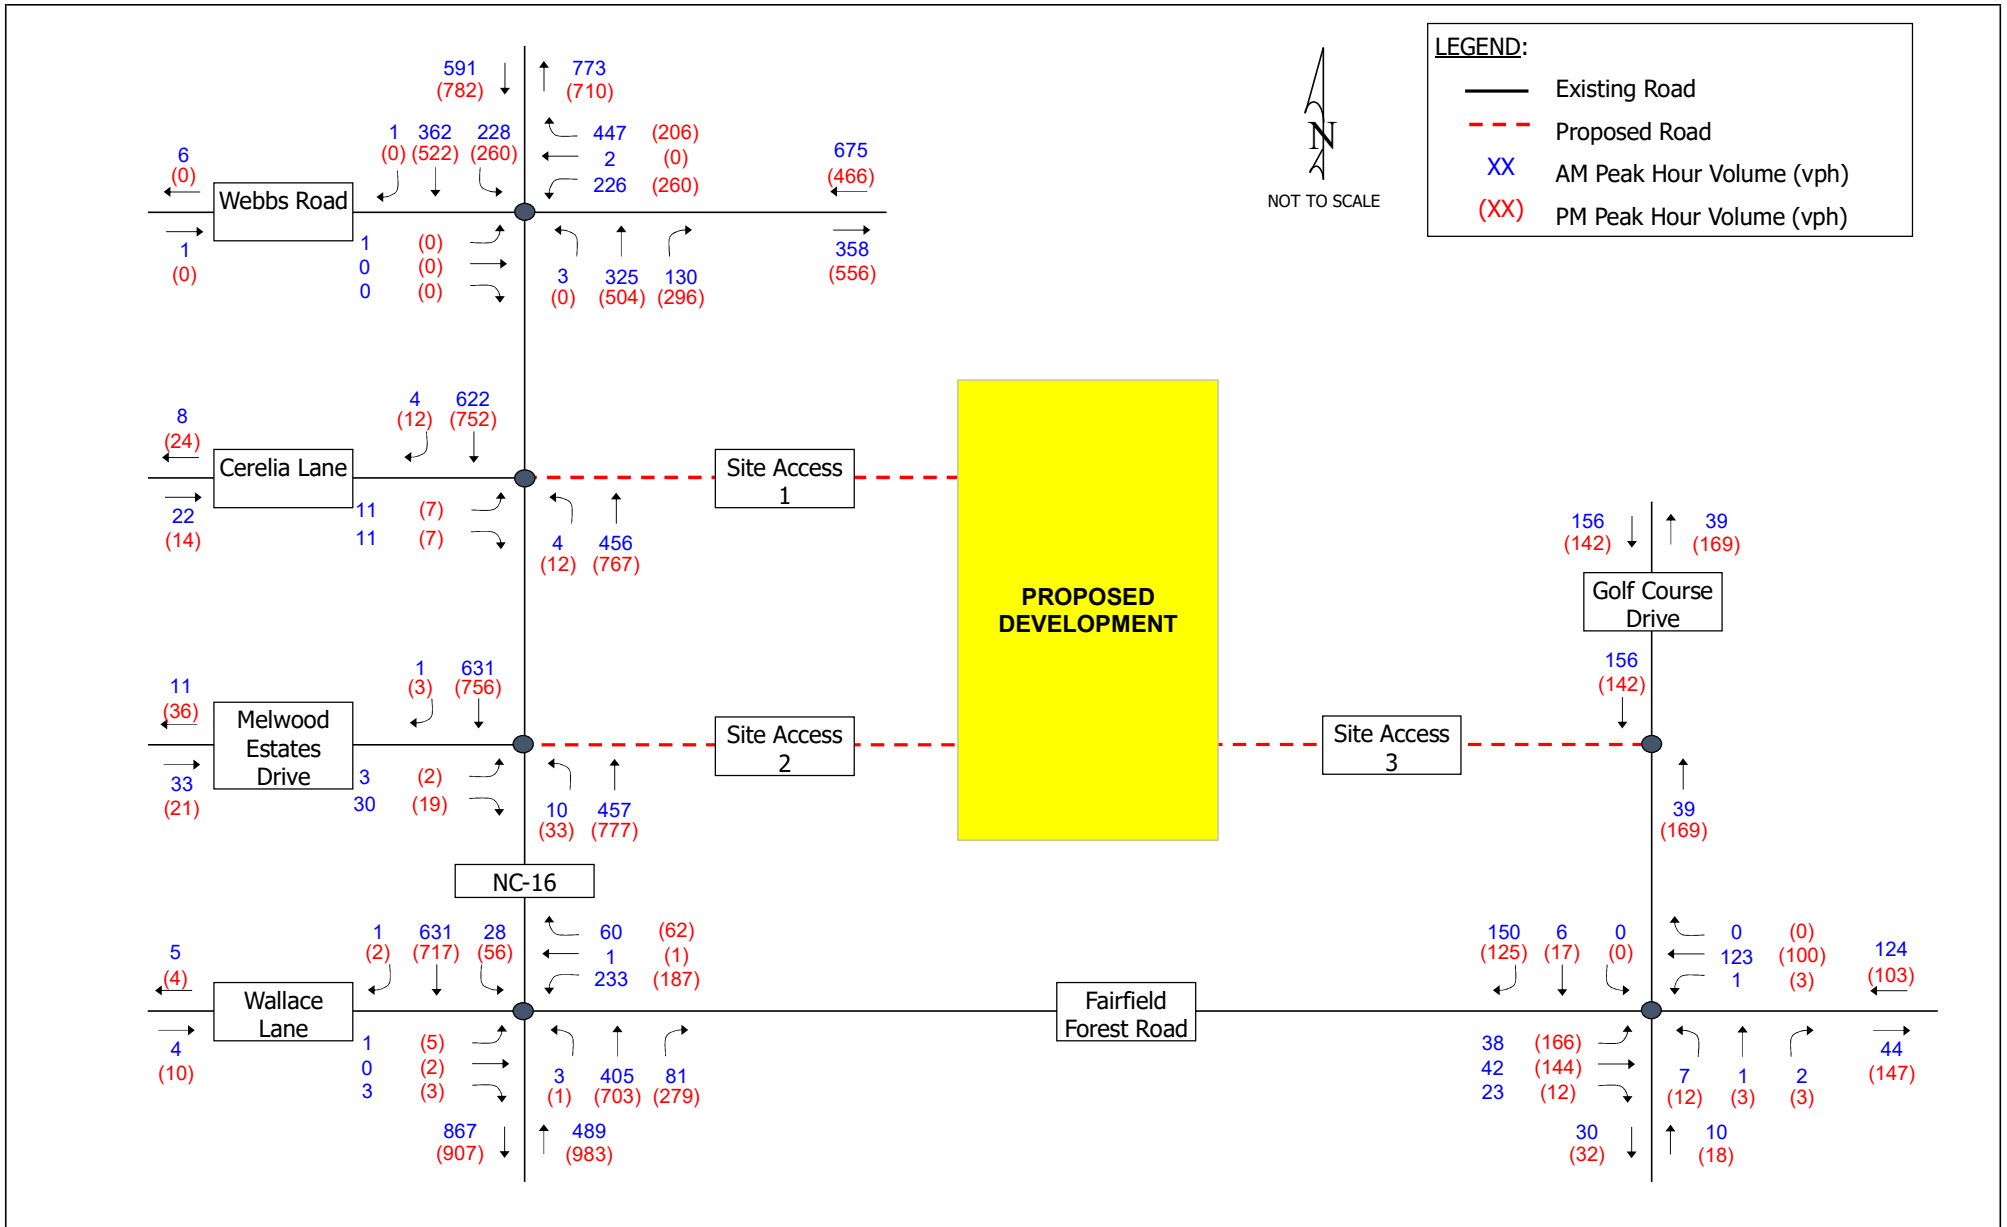 LEGEND:
Existing Road
Proposed Road
XX AM Peak Hour Volume (vph)
(XX) PM Peak Hour Volume (vph)
N
NOT TO SCALE
591 773
(782) (710)
1 362 228
(0) (522) (260)
447 (206)
2 (0)
226 (260)
675
(466)
6
(0)
Webbs Road
1
(0)
1 (0)
0 (0)
0 (0)
3 325 130
(0) (504) (296)
358
(556)
4 622
(12) (752)
8
(24)
Cerelia Lane
Site Access
1
22
(14)
11 (7)
11 (7)
4 456
(12) (767)
PROPOSED
DEVELOPMENT
156 39
(142) (169)
Golf Course
Drive
1 631
(3) (756)
11
(36)
Melwood
Estates
Drive
Site Access
2
Site Access
3
156
(142)
33
(21)
3 (2)
30 (19)
10 457
(33) (777)
39
(169)
NC-16
1 631 28
(2) (717) (56)
60 (62)
1 (1)
233 (187)
5
(4)
Wallace
Lane
4
(10)
1 (5)
0 (2)
3 (3)
3 405 81
(1) (703) (279)
867 489
(907) (983)
Fairfield
Forest Road
150 6 0
(125) (17) (0)
0 (0)
123 (100)
1 (3)
124
(103)
38 (166)
42 (144)
23 (12)
7 1 2
(12) (3) (3)
44
(147)
30 10
(32) (18)